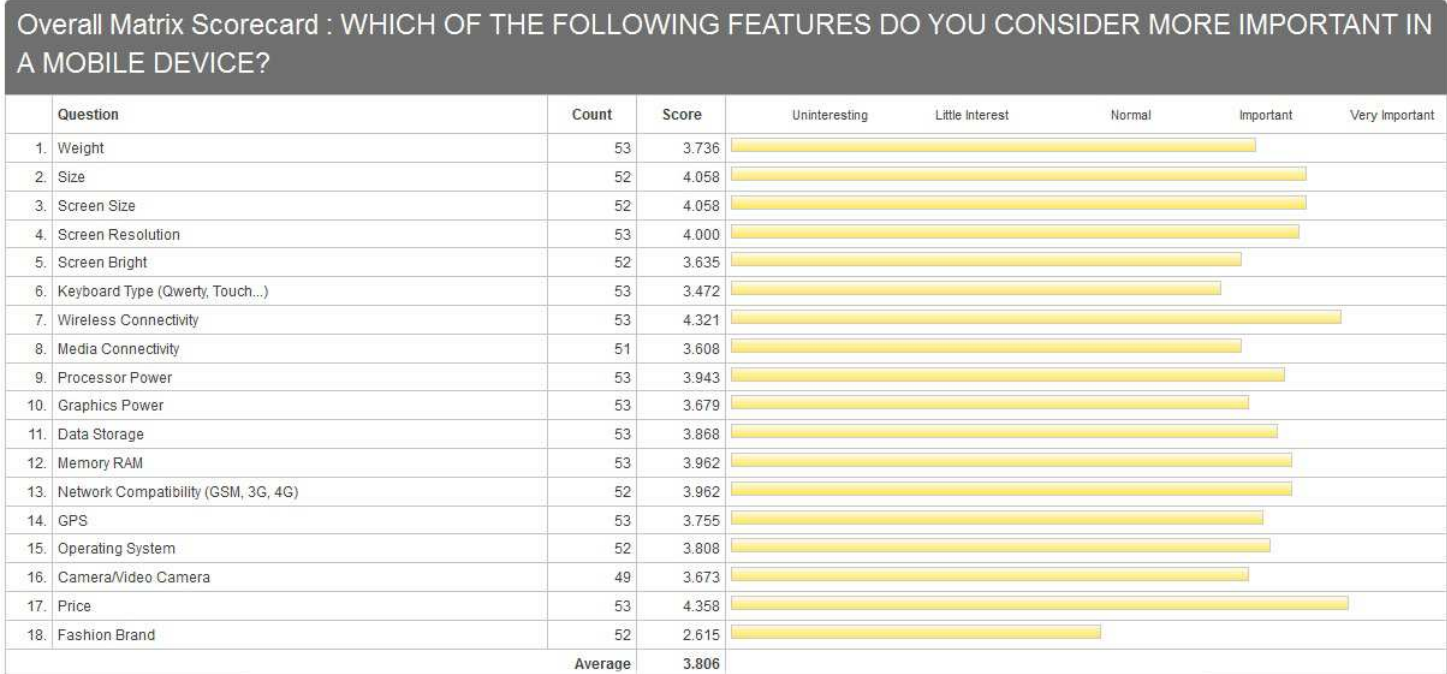 Overall Matrix Scorecard : WHICH OF THE FOLLOWING FEATURES DO YOU CONSIDER MORE IMPORTANT IN
A MOBILE DEVICE?
Question Count Score Uninteresting Little Interest Normal Important Very Important
1. Weight 53 3.736
2. Size 52 4.058
3. Screen Size 52 4.058
4. Screen Resolution 53 4.000
5. Screen Bright 52 3.635
6. Keyboard Type (Qwerty, Touch...) 53 3.472
7. Wireless Connectivity 53 4.321
8. Media Connectivity 51 3.608
9. Processor Power 53 3.943
10. Graphics Power 53 3.679
11. Data Storage 53 3.868
12. Memory RAM 53 3.962
13. Network Compatibility (GSM, 3G, 4G) 52 3.962
14. GPS 53 3.755
15. Operating System 52 3.808
16. Camera/Video Camera 49 3.673
17. Price 53 4.358
18. Fashion Brand 52 2.615
Average 3.806